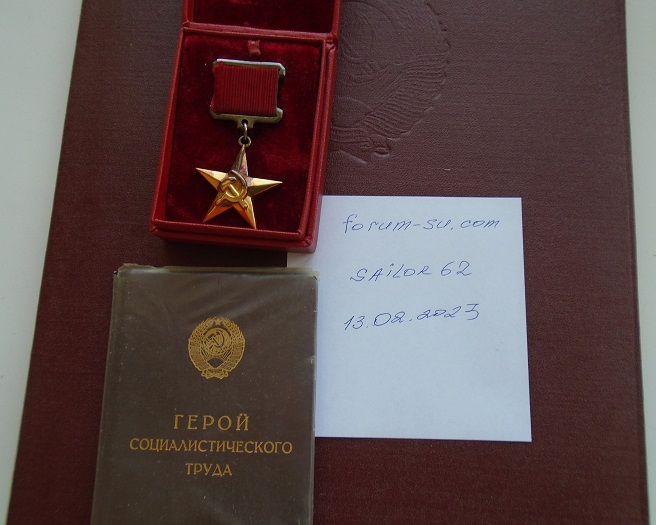 forum-su.com
SAiLOR 62
13.02.2023
ГЕРОЙ
СОЦИАЛИСТИЧЕСКОГО
ТРУДА